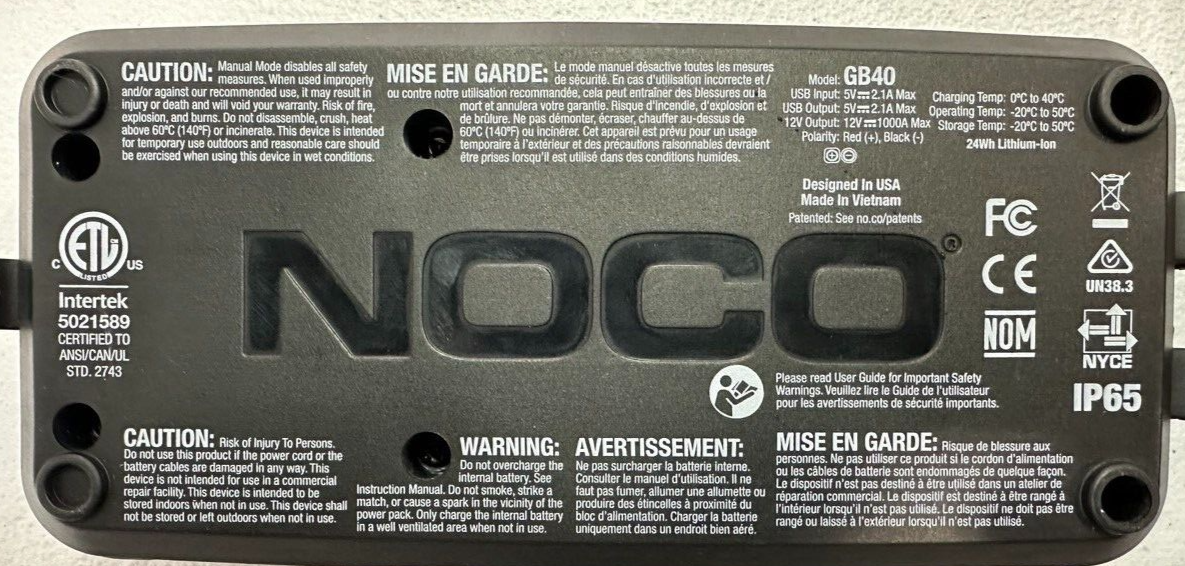 CAUTION: Manual Mode disables all safety
measures. When used improperly
and/or against our recommended use, it may result in
injury or death and will void your warranty. Risk of fire,
explosion, and burns. Do not disassemble, crush, heat
above 60ºC (140ºF) or incinerate. This device is intended
for temporary use outdoors and reasonable care should
be exercised when using this device in wet conditions.
MISE EN GARDE: Le mode manuel désactive toutes les mesures
de sécurité. En cas d'utilisation incorrecte et /
ou contre notre utilisation recommandée, cela peut entraîner des blessures ou la
mort et annulera votre garantie. Risque d'incendie, d'explosion et
de brûlure. Ne pas démonter, écraser, chauffer au-dessus de
60ºC (140ºF) ou incinérer. Cet appareil est prévu pour un usage
temporaire à l'extérieur et des précautions raisonnables devraient
être prises lorsqu'il est utilisé dans des conditions humides.
Model: GB40
USB Input: 5V⎓2.1A Max
USB Output: 5V⎓2.1A Max
12V Output: 12V⎓1000A Max
Polarity: Red (+), Black (-)
Charging Temp: 0ºC to 40ºC
Operating Temp: -20ºC to 50ºC
Storage Temp: -20ºC to 50ºC
24Wh Lithium-Ion
Designed In USA
Made In Vietnam
Patented: See no.co/patents
C ETL CM US
LISTED
Intertek
5021589
CERTIFIED TO
ANSI/CAN/UL
STD. 2743
NOCO®
FC
CE
NOM
UN38.3
NYCE
IP65
Please read User Guide for Important Safety
Warnings. Veuillez lire le Guide de l'utilisateur
pour les avertissements de sécurité importants.
CAUTION: Risk of Injury To Persons.
Do not use this product if the power cord or the
battery cables are damaged in any way. This
device is not intended for use in a commercial
repair facility. This device is intended to be
stored indoors when not in use. This device shall
not be stored or left outdoors when not in use.
WARNING:
Do not overcharge the
internal battery. See
Instruction Manual. Do not smoke, strike a
match, or cause a spark in the vicinity of the
power pack. Only charge the internal battery
in a well ventilated area when not in use.
AVERTISSEMENT:
Ne pas surcharger la batterie interne.
Consulter le manuel d'utilisation. Il ne
faut pas fumer, allumer une allumette ou
produire des étincelles à proximité du
bloc d'alimentation. Charger la batterie
uniquement dans un endroit bien aéré.
MISE EN GARDE: Risque de blessure aux
personnes. Ne pas utiliser ce produit si le cordon d'alimentation
ou les câbles de batterie sont endommagés de quelque façon.
Le dispositif n'est pas destiné à être utilisé dans un atelier de
réparation commercial. Le dispositif est destiné à être rangé à
l'intérieur lorsqu'il n'est pas utilisé. Le dispositif ne doit pas être
rangé ou laissé à l'extérieur lorsqu'il n'est pas utilisé.